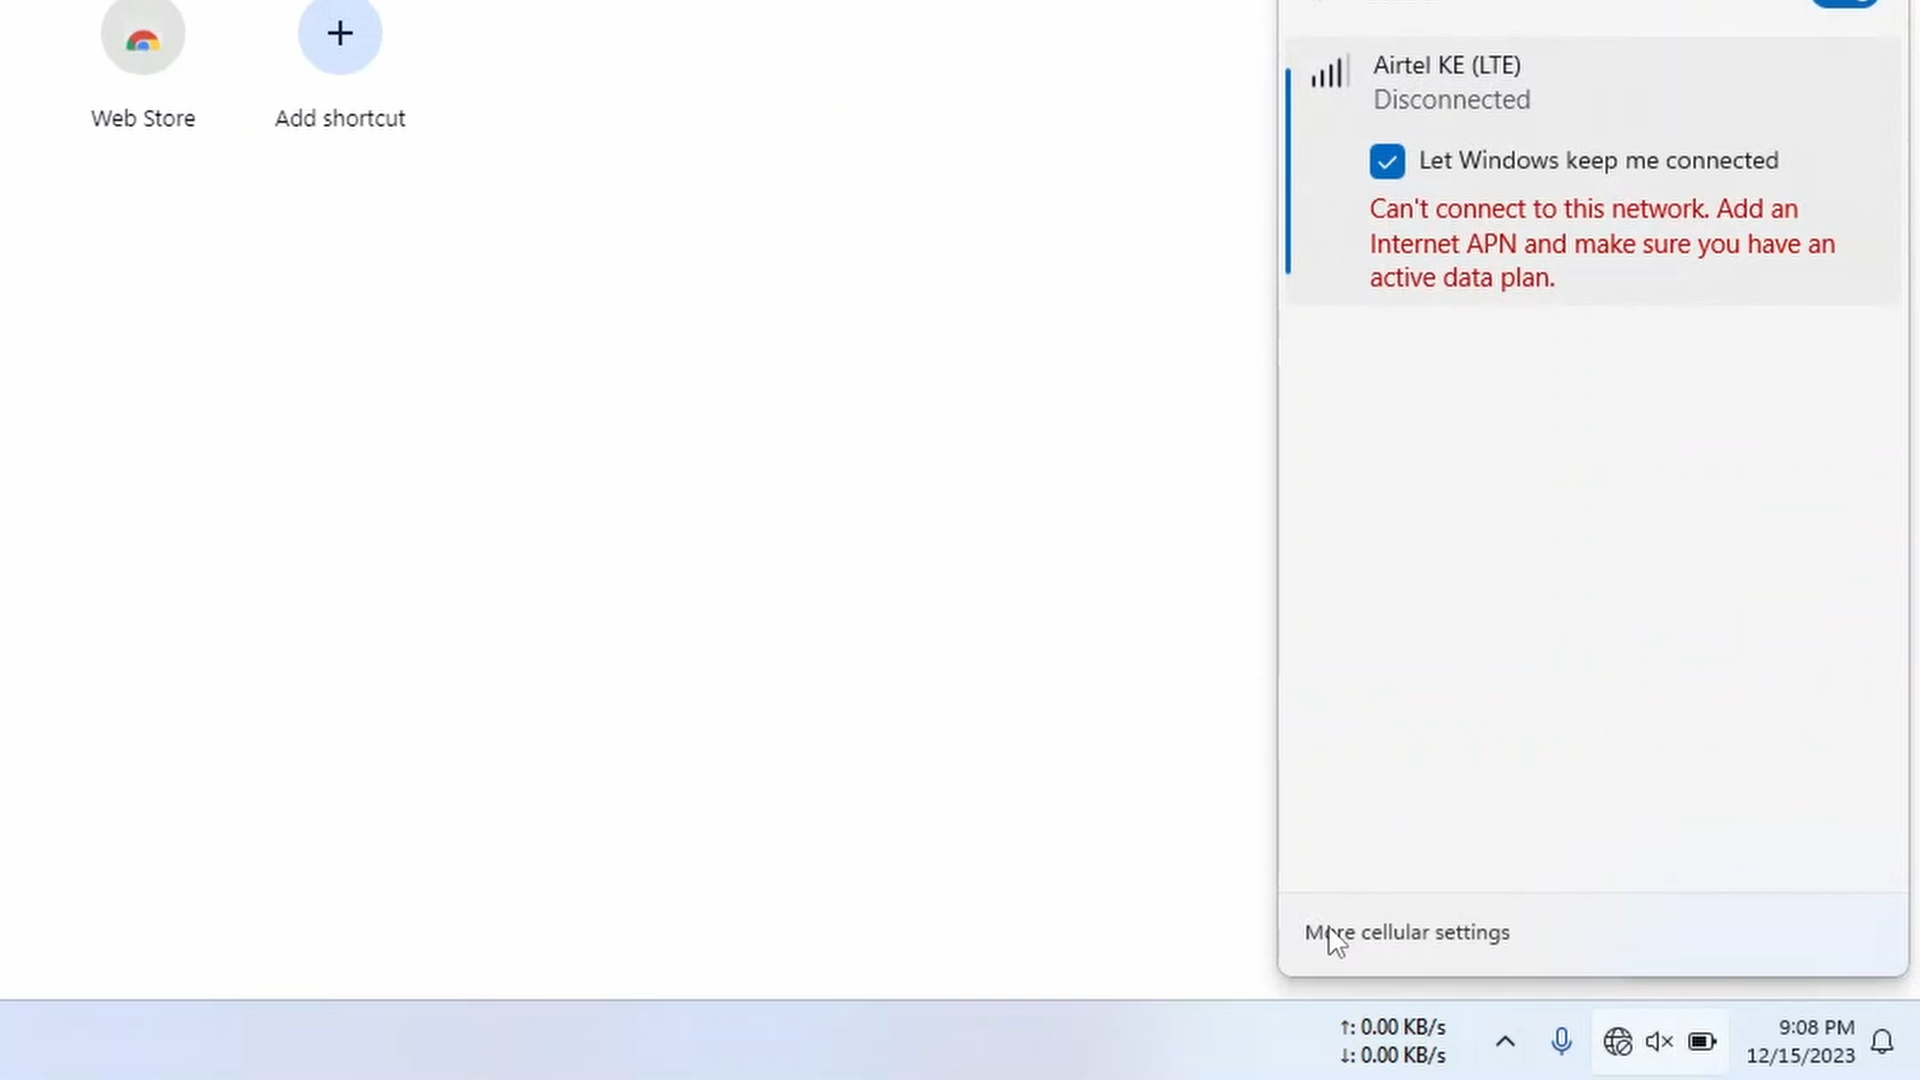 Web Store
Add shortcut
Airtel KE (LTE)
Disconnected
Let Windows keep me connected
Can't connect to this network. Add an
Internet APN and make sure you have an
active data plan.
More cellular settings
↑: 0.00 KB/s
↓: 0.00 KB/s
9:08 PM
12/15/2023